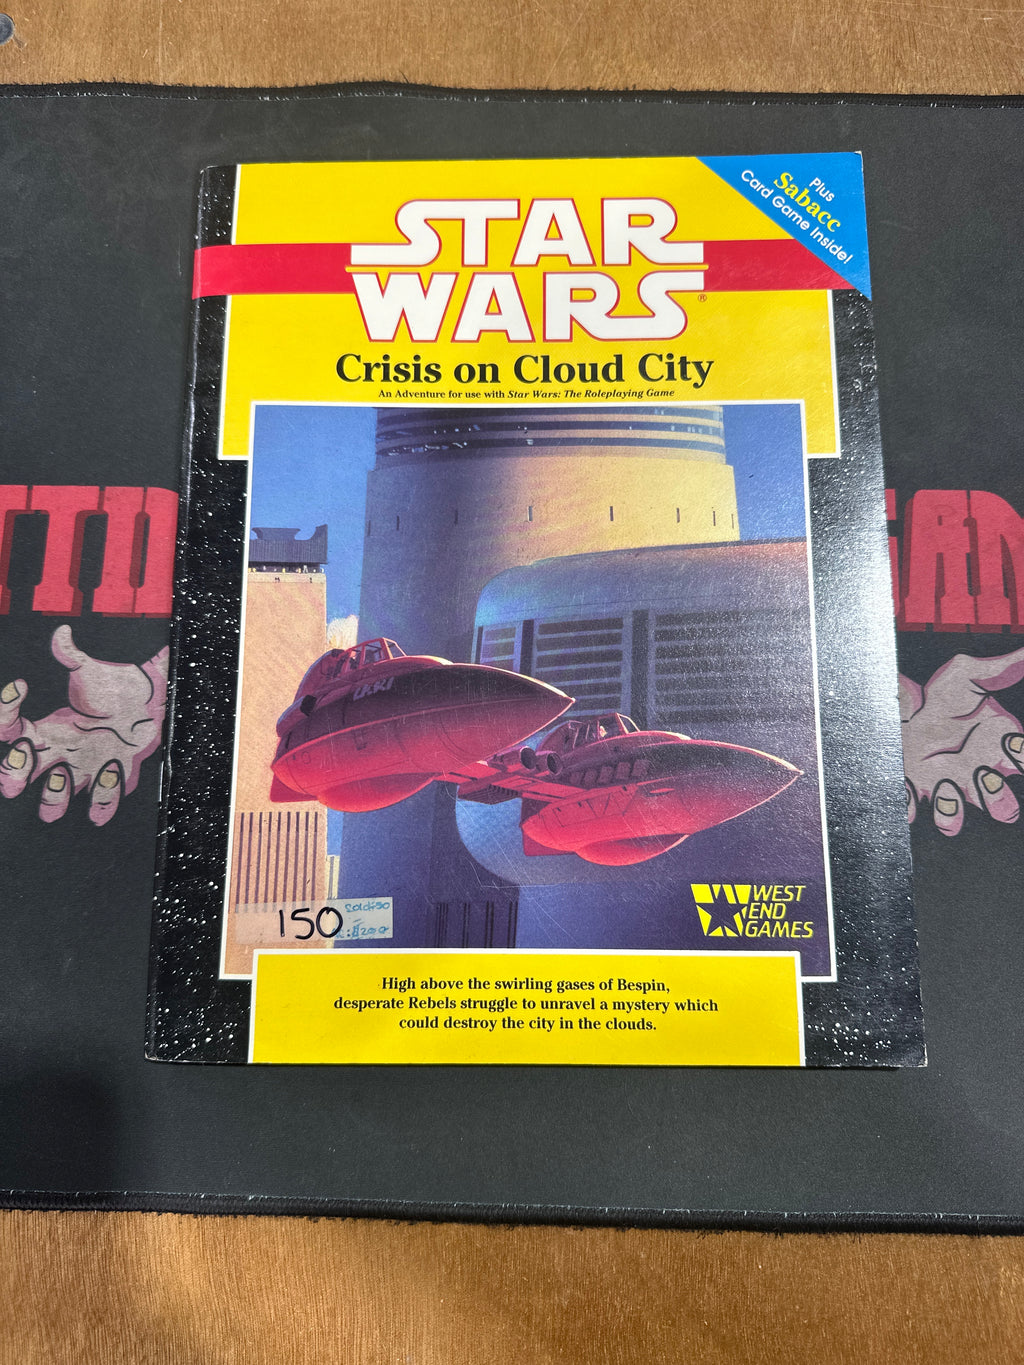 Plus
Sabacc
Card Game Inside!
STAR
WARS®
Crisis on Cloud City
An Adventure for use with Star Wars: The Roleplaying Game
150
WEST
END
GAMES
High above the swirling gases of Bespin,
desperate Rebels struggle to unravel a mystery which
could destroy the city in the clouds.